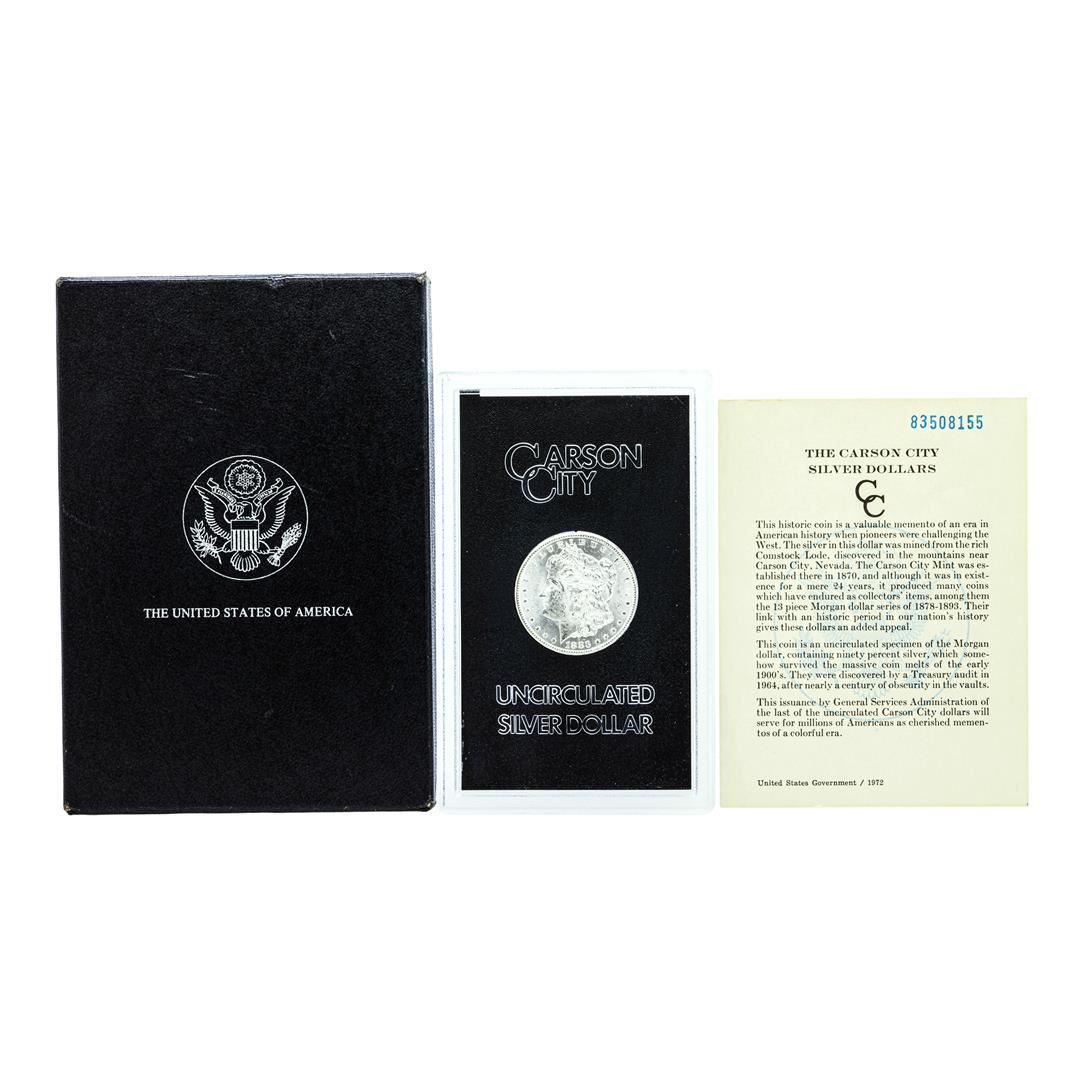 THE UNITED STATES OF AMERICA
CARSON
CITY
1883
UNCIRCULATED
SILVER DOLLAR
83508155
THE CARSON CITY
SILVER DOLLARS
CC
This historic coin is a valuable memento of an era in
American history when pioneers were challenging the
West. The silver in this dollar was mined from the rich
Comstock Lode, discovered in the mountains near
Carson City, Nevada. The Carson City Mint was es-
tablished there in 1870, and although it was in exist-
ence for a mere 24 years, it produced many coins
which have endured as collectors' items, among them
the 13 piece Morgan dollar series of 1878-1893. Their
link with an historic period in our nation's history
gives these dollars an added appeal.
This coin is an uncirculated specimen of the Morgan
dollar, containing ninety percent silver, which some-
how survived the massive coin melts of the early
1900's. They were discovered by a Treasury audit in
1964, after nearly a century of obscurity in the vaults.
This issuance by General Services Administration of
the last of the uncirculated Carson City dollars will
serve for millions of Americans as cherished memen-
tos of a colorful era.
United States Government / 1972